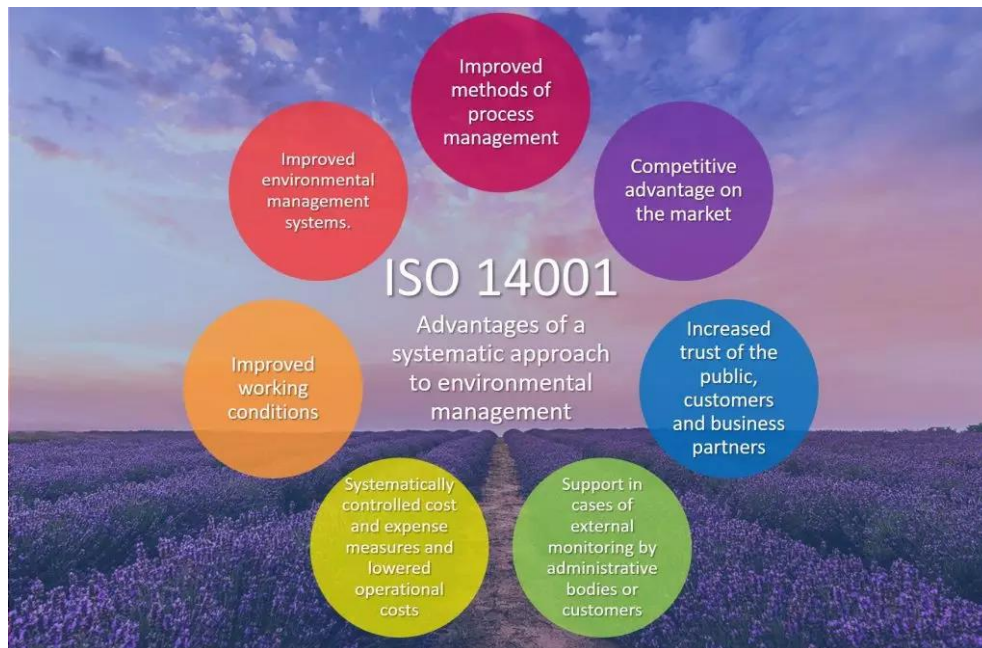 Improved
methods of
process
management
Competitive
advantage on
the market
Increased
trust of the
public,
customers
and business
partners
Support in
cases of
external
monitoring by
administrative
bodies or
customers
Systematically
controlled cost
and expense
measures and
lowered
operational
costs
Improved
working
conditions
Improved
environmental
management
systems.
ISO 14001
Advantages of a
systematic approach
to environmental
management